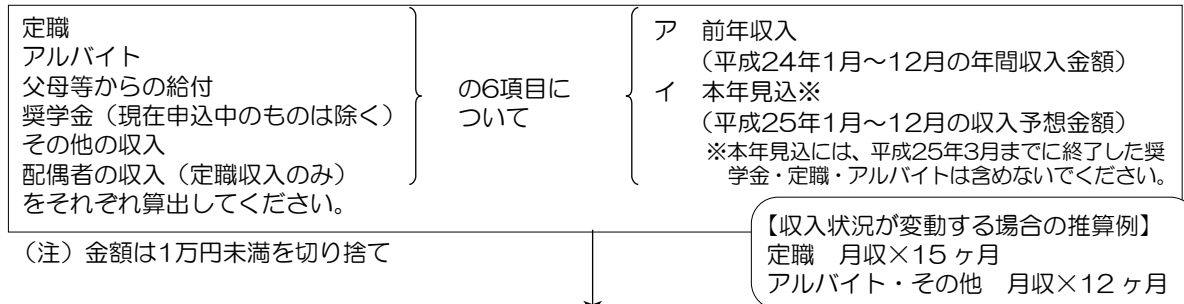 定職
アルバイト
父母等からの給付
奨学金（現在申込中のものは除く）
その他の収入
配偶者の収入（定職収入のみ）
をそれぞれ算出してください。
の6項目に
ついて
ア　前年収入
（平成24年1月～12月の年間収入金額）
イ　本年見込※
（平成25年1月～12月の収入予想金額）
※本年見込には、平成25年3月までに終了した奨
学金・定職・アルバイトは含めないでください。
（注）金額は1万円未満を切り捨て
【収入状況が変動する場合の推算例】
定職　月収×15ヶ月
アルバイト・その他　月収×12ヶ月